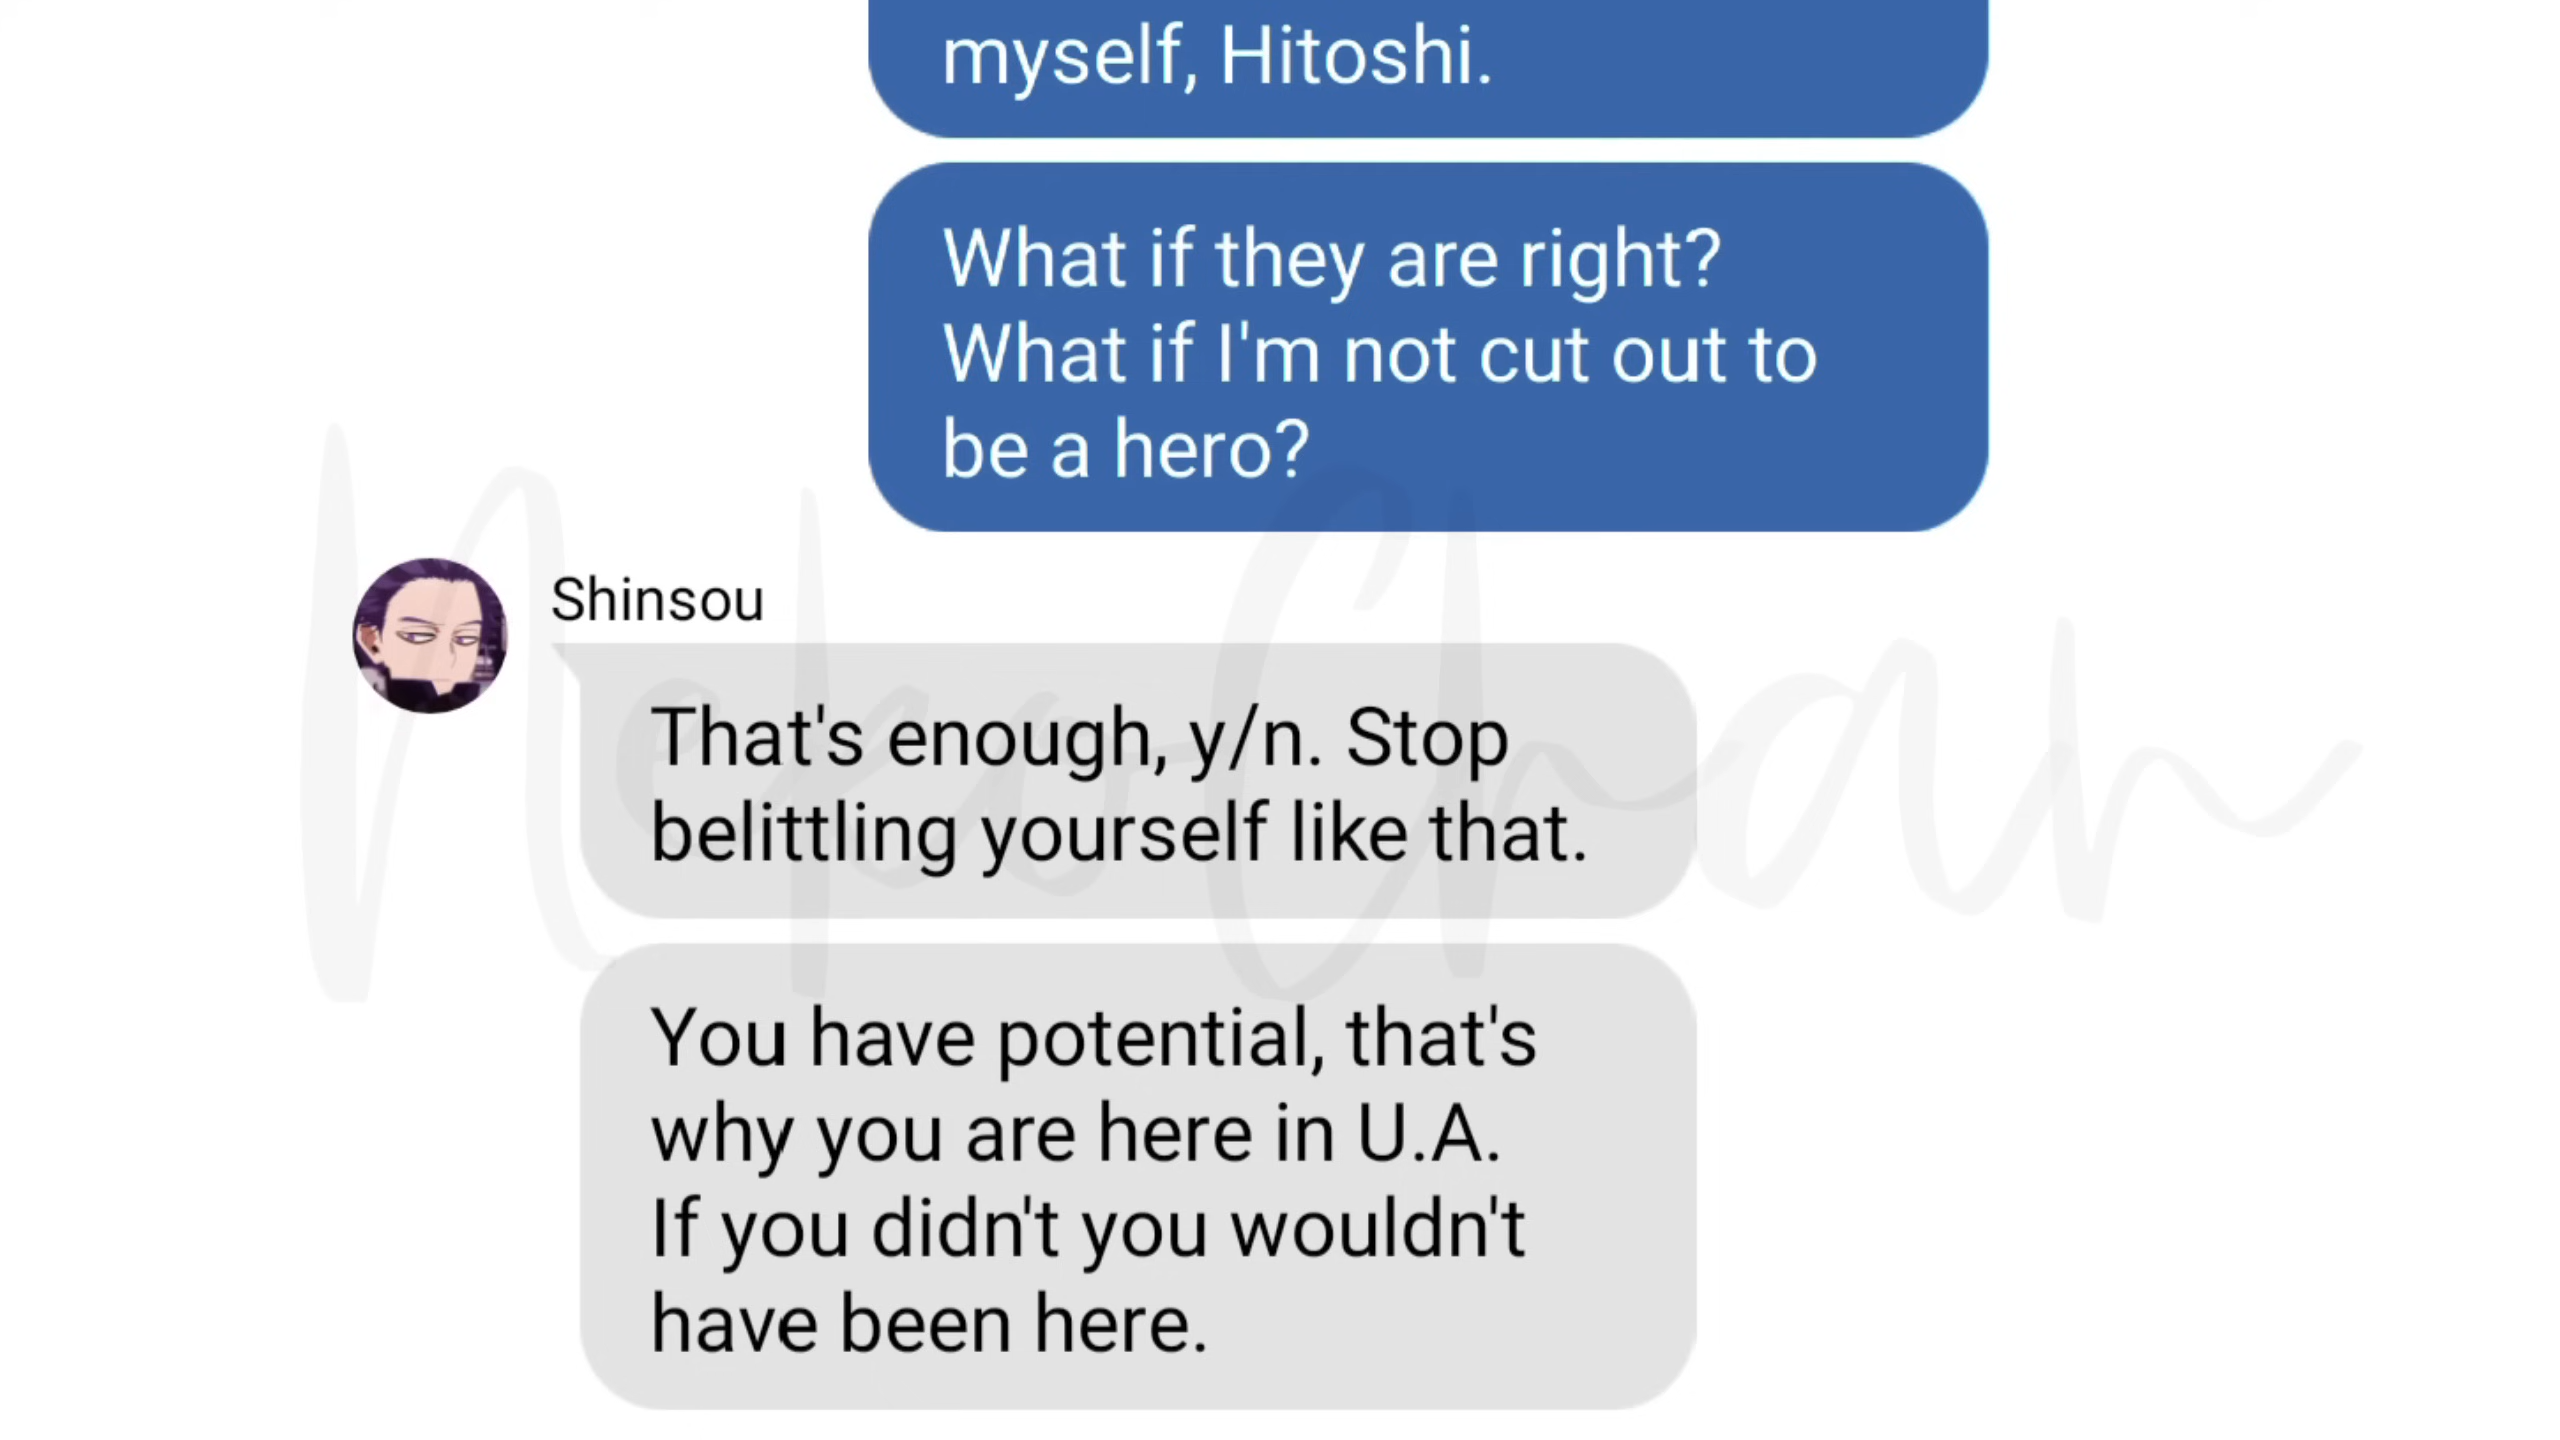 myself, Hitoshi.
What if they are right?
What if I'm not cut out to
be a hero?
Shinsou
That's enough, y/n. Stop
belittling yourself like that.
You have potential, that's
why you are here in U.A.
If you didn't you wouldn't
have been here.
NekoChan